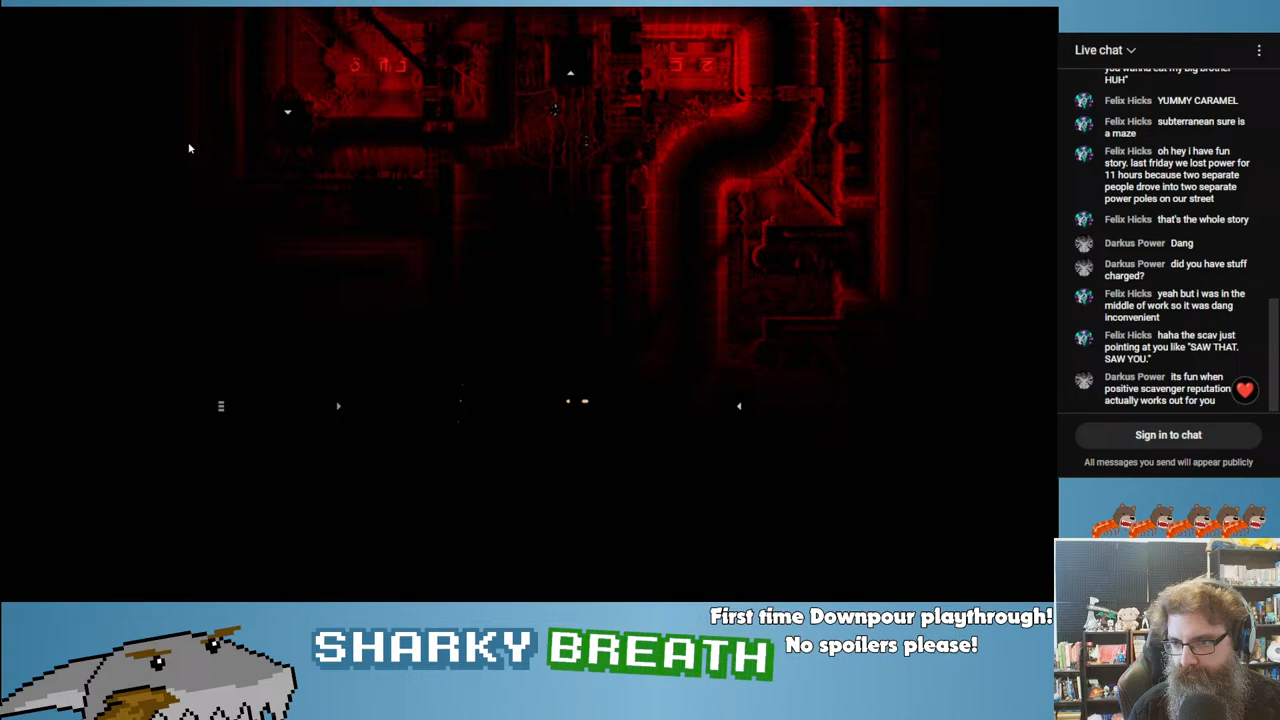 Live chat
you wanna eat my big brother
HUH"
Felix Hicks YUMMY CARAMEL
Felix Hicks subterranean sure is
a maze
Felix Hicks oh hey i have fun
story. last friday we lost power for
11 hours because two separate
people drove into two separate
power poles on our street
Felix Hicks that's the whole story
Darkus Power Dang
Darkus Power did you have stuff
charged?
Felix Hicks yeah but i was in the
middle of work so it was dang
inconvenient
Felix Hicks haha the scav just
pointing at you like "SAW THAT.
SAW YOU."
Darkus Power its fun when
positive scavenger reputation
actually works out for you
Sign in to chat
All messages you send will appear publicly
First time Downpour playthrough!
No spoilers please!
SHARKY BREATH